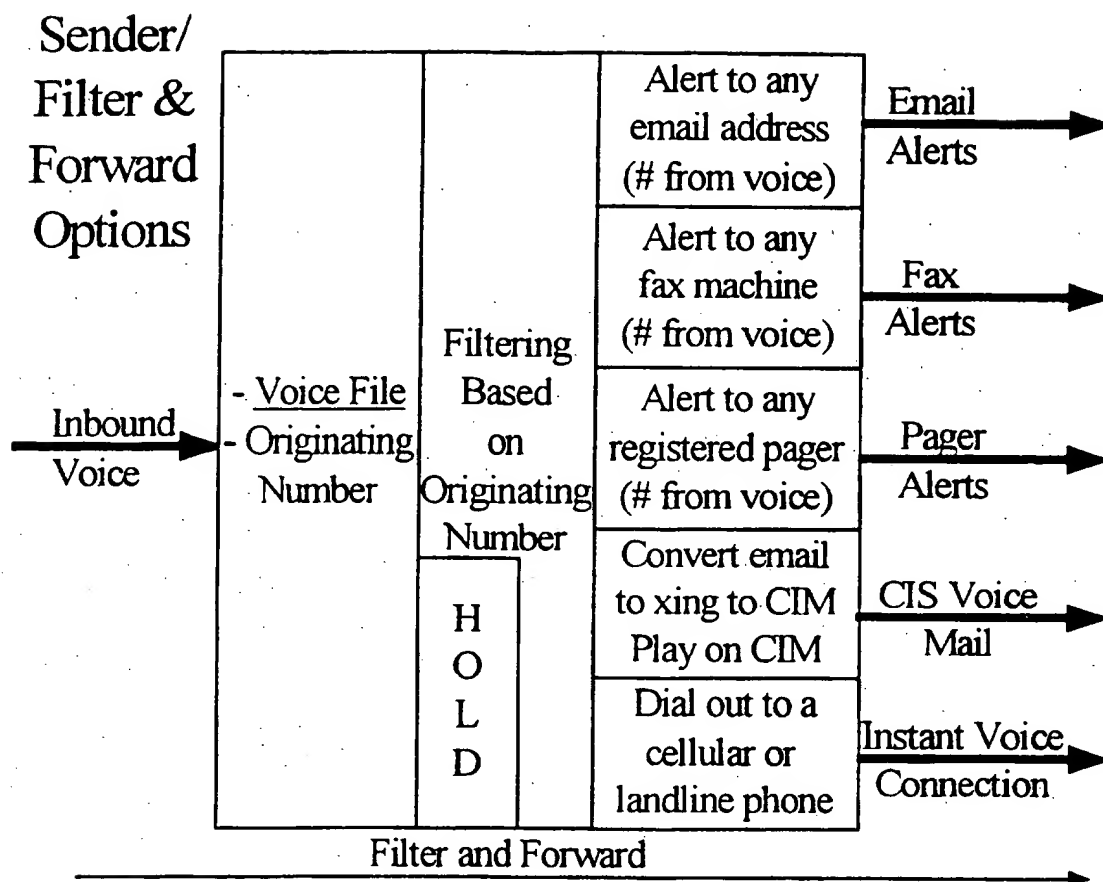 Sender/
Filter &
Forward
Options
Inbound
Voice
- Voice File
- Originating
Number
Filtering
Based
on
Originating
Number
H
O
L
D
Alert to any
email address
(# from voice)
Alert to any
fax machine
(# from voice)
Alert to any
registered pager
(# from voice)
Convert email
to xing to CIM
Play on CIM
Dial out to a
cellular or
landline phone
Email
Alerts
Fax
Alerts
Pager
Alerts
CIS Voice
Mail
Instant Voice
Connection
Filter and Forward